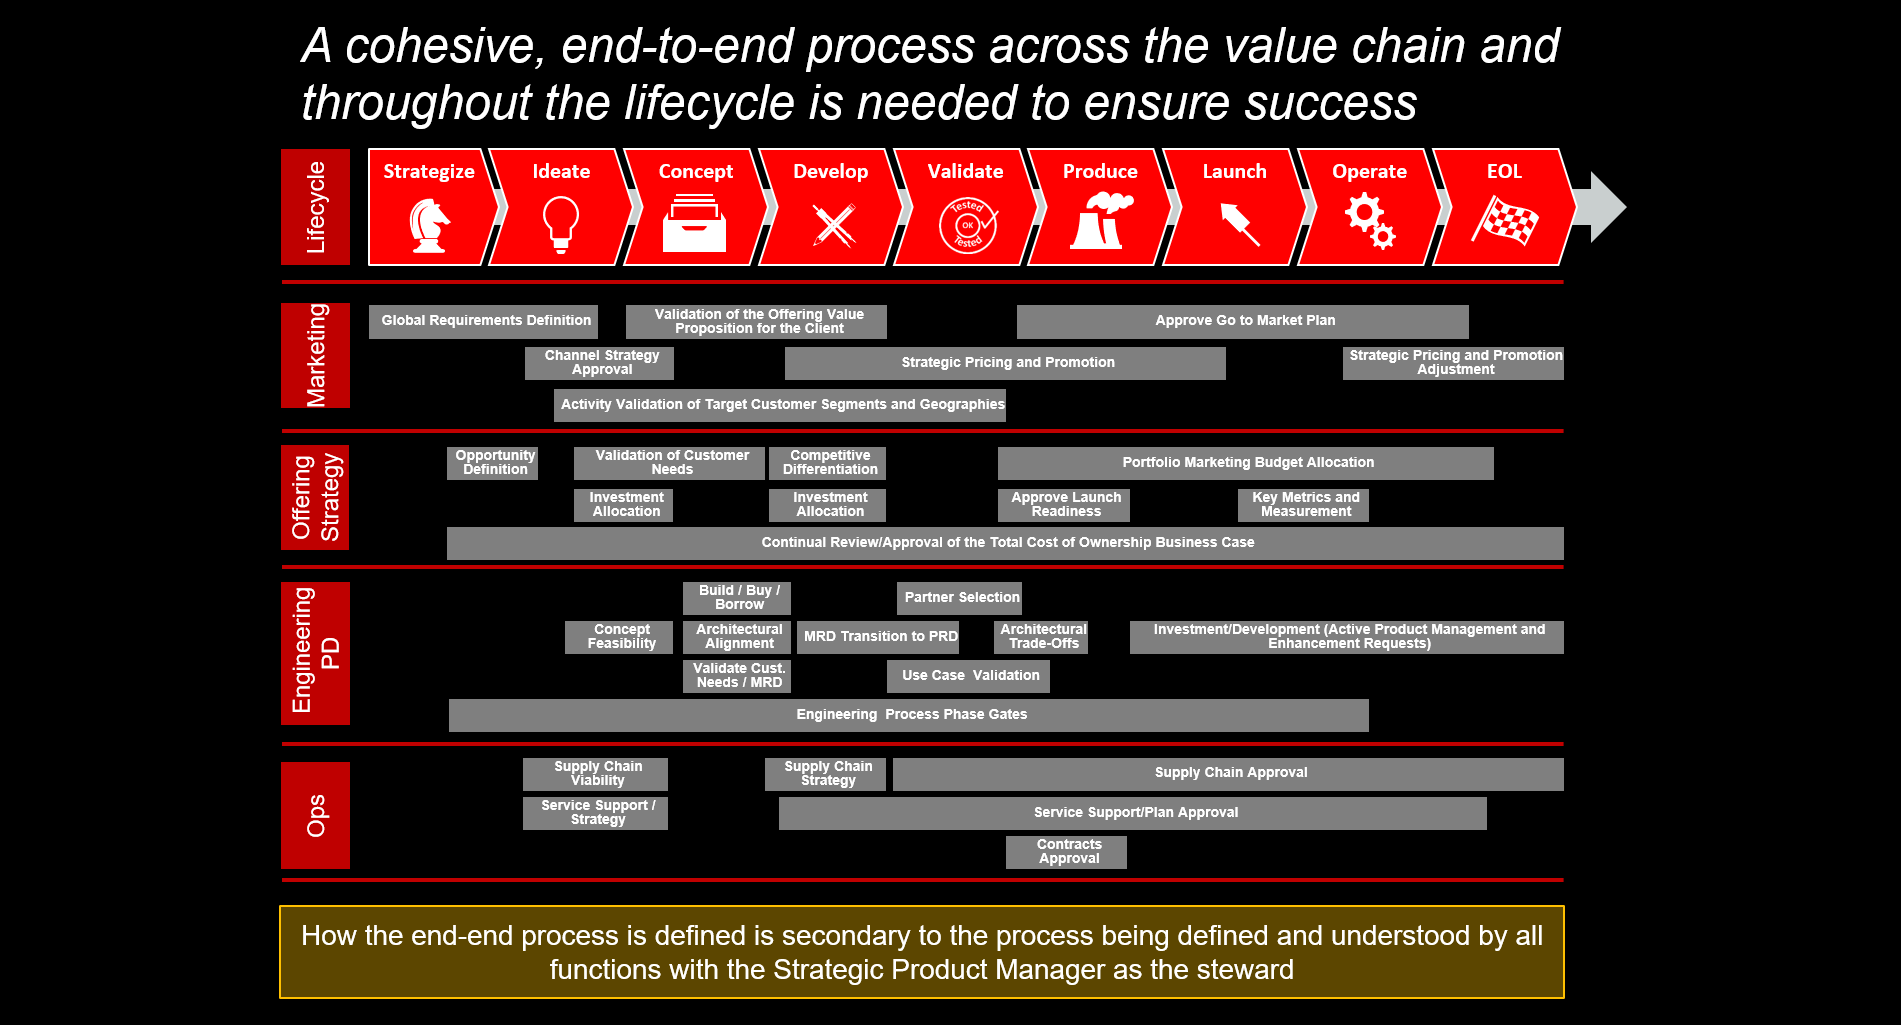 A cohesive, end-to-end process across the value chain and
throughout the lifecycle is needed to ensure success
Lifecycle
Strategize
Ideate
Concept
Develop
Validate
Produce
Launch
Operate
EOL
Tested
OK
Tested
Marketing
Global Requirements Definition
Validation of the Offering Value
Proposition for the Client
Approve Go to Market Plan
Channel Strategy
Approval
Strategic Pricing and Promotion
Strategic Pricing and Promotion
Adjustment
Activity Validation of Target Customer Segments and Geographies
Offering
Strategy
Opportunity
Definition
Validation of Customer
Needs
Competitive
Differentiation
Portfolio Marketing Budget Allocation
Investment
Allocation
Investment
Allocation
Approve Launch
Readiness
Key Metrics and
Measurement
Continual Review/Approval of the Total Cost of Ownership Business Case
Engineering
PD
Build / Buy /
Borrow
Partner Selection
Concept
Feasibility
Architectural
Alignment
MRD Transition to PRD
Architectural
Trade-Offs
Investment/Development (Active Product Management and
Enhancement Requests)
Validate Cust.
Needs / MRD
Use Case  Validation
Engineering  Process Phase Gates
Ops
Supply Chain
Viability
Supply Chain
Strategy
Supply Chain Approval
Service Support /
Strategy
Service Support/Plan Approval
Contracts
Approval
How the end-end process is defined is secondary to the process being defined and understood by all
functions with the Strategic Product Manager as the steward